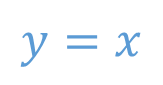 y = x